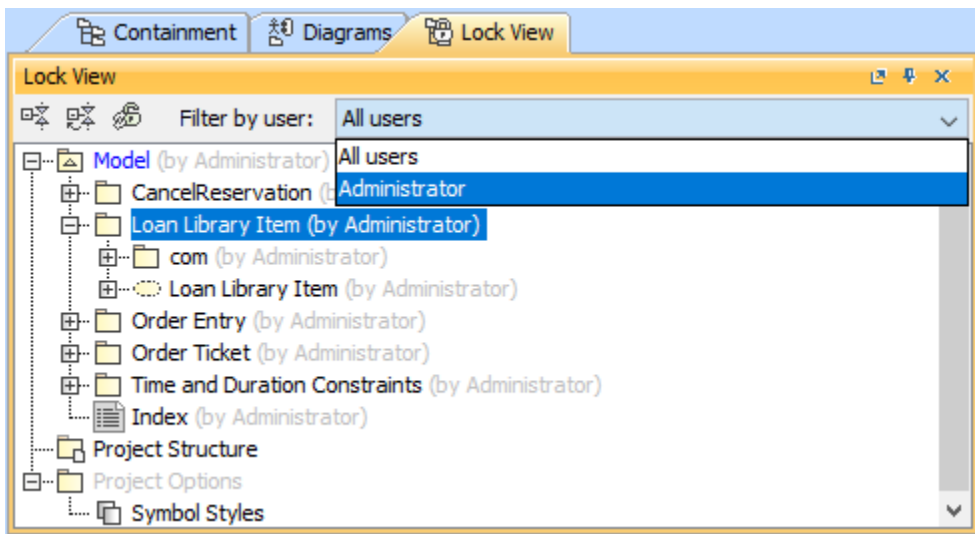 Containment Diagrams Lock View
Lock View
Filter by user: All users
All users
Administrator
Model (by Administrator)
CancelReservation (b
Loan Library Item (by Administrator)
com (by Administrator)
Loan Library Item (by Administrator)
Order Entry (by Administrator)
Order Ticket (by Administrator)
Time and Duration Constraints (by Administrator)
Index (by Administrator)
Project Structure
Project Options
Symbol Styles